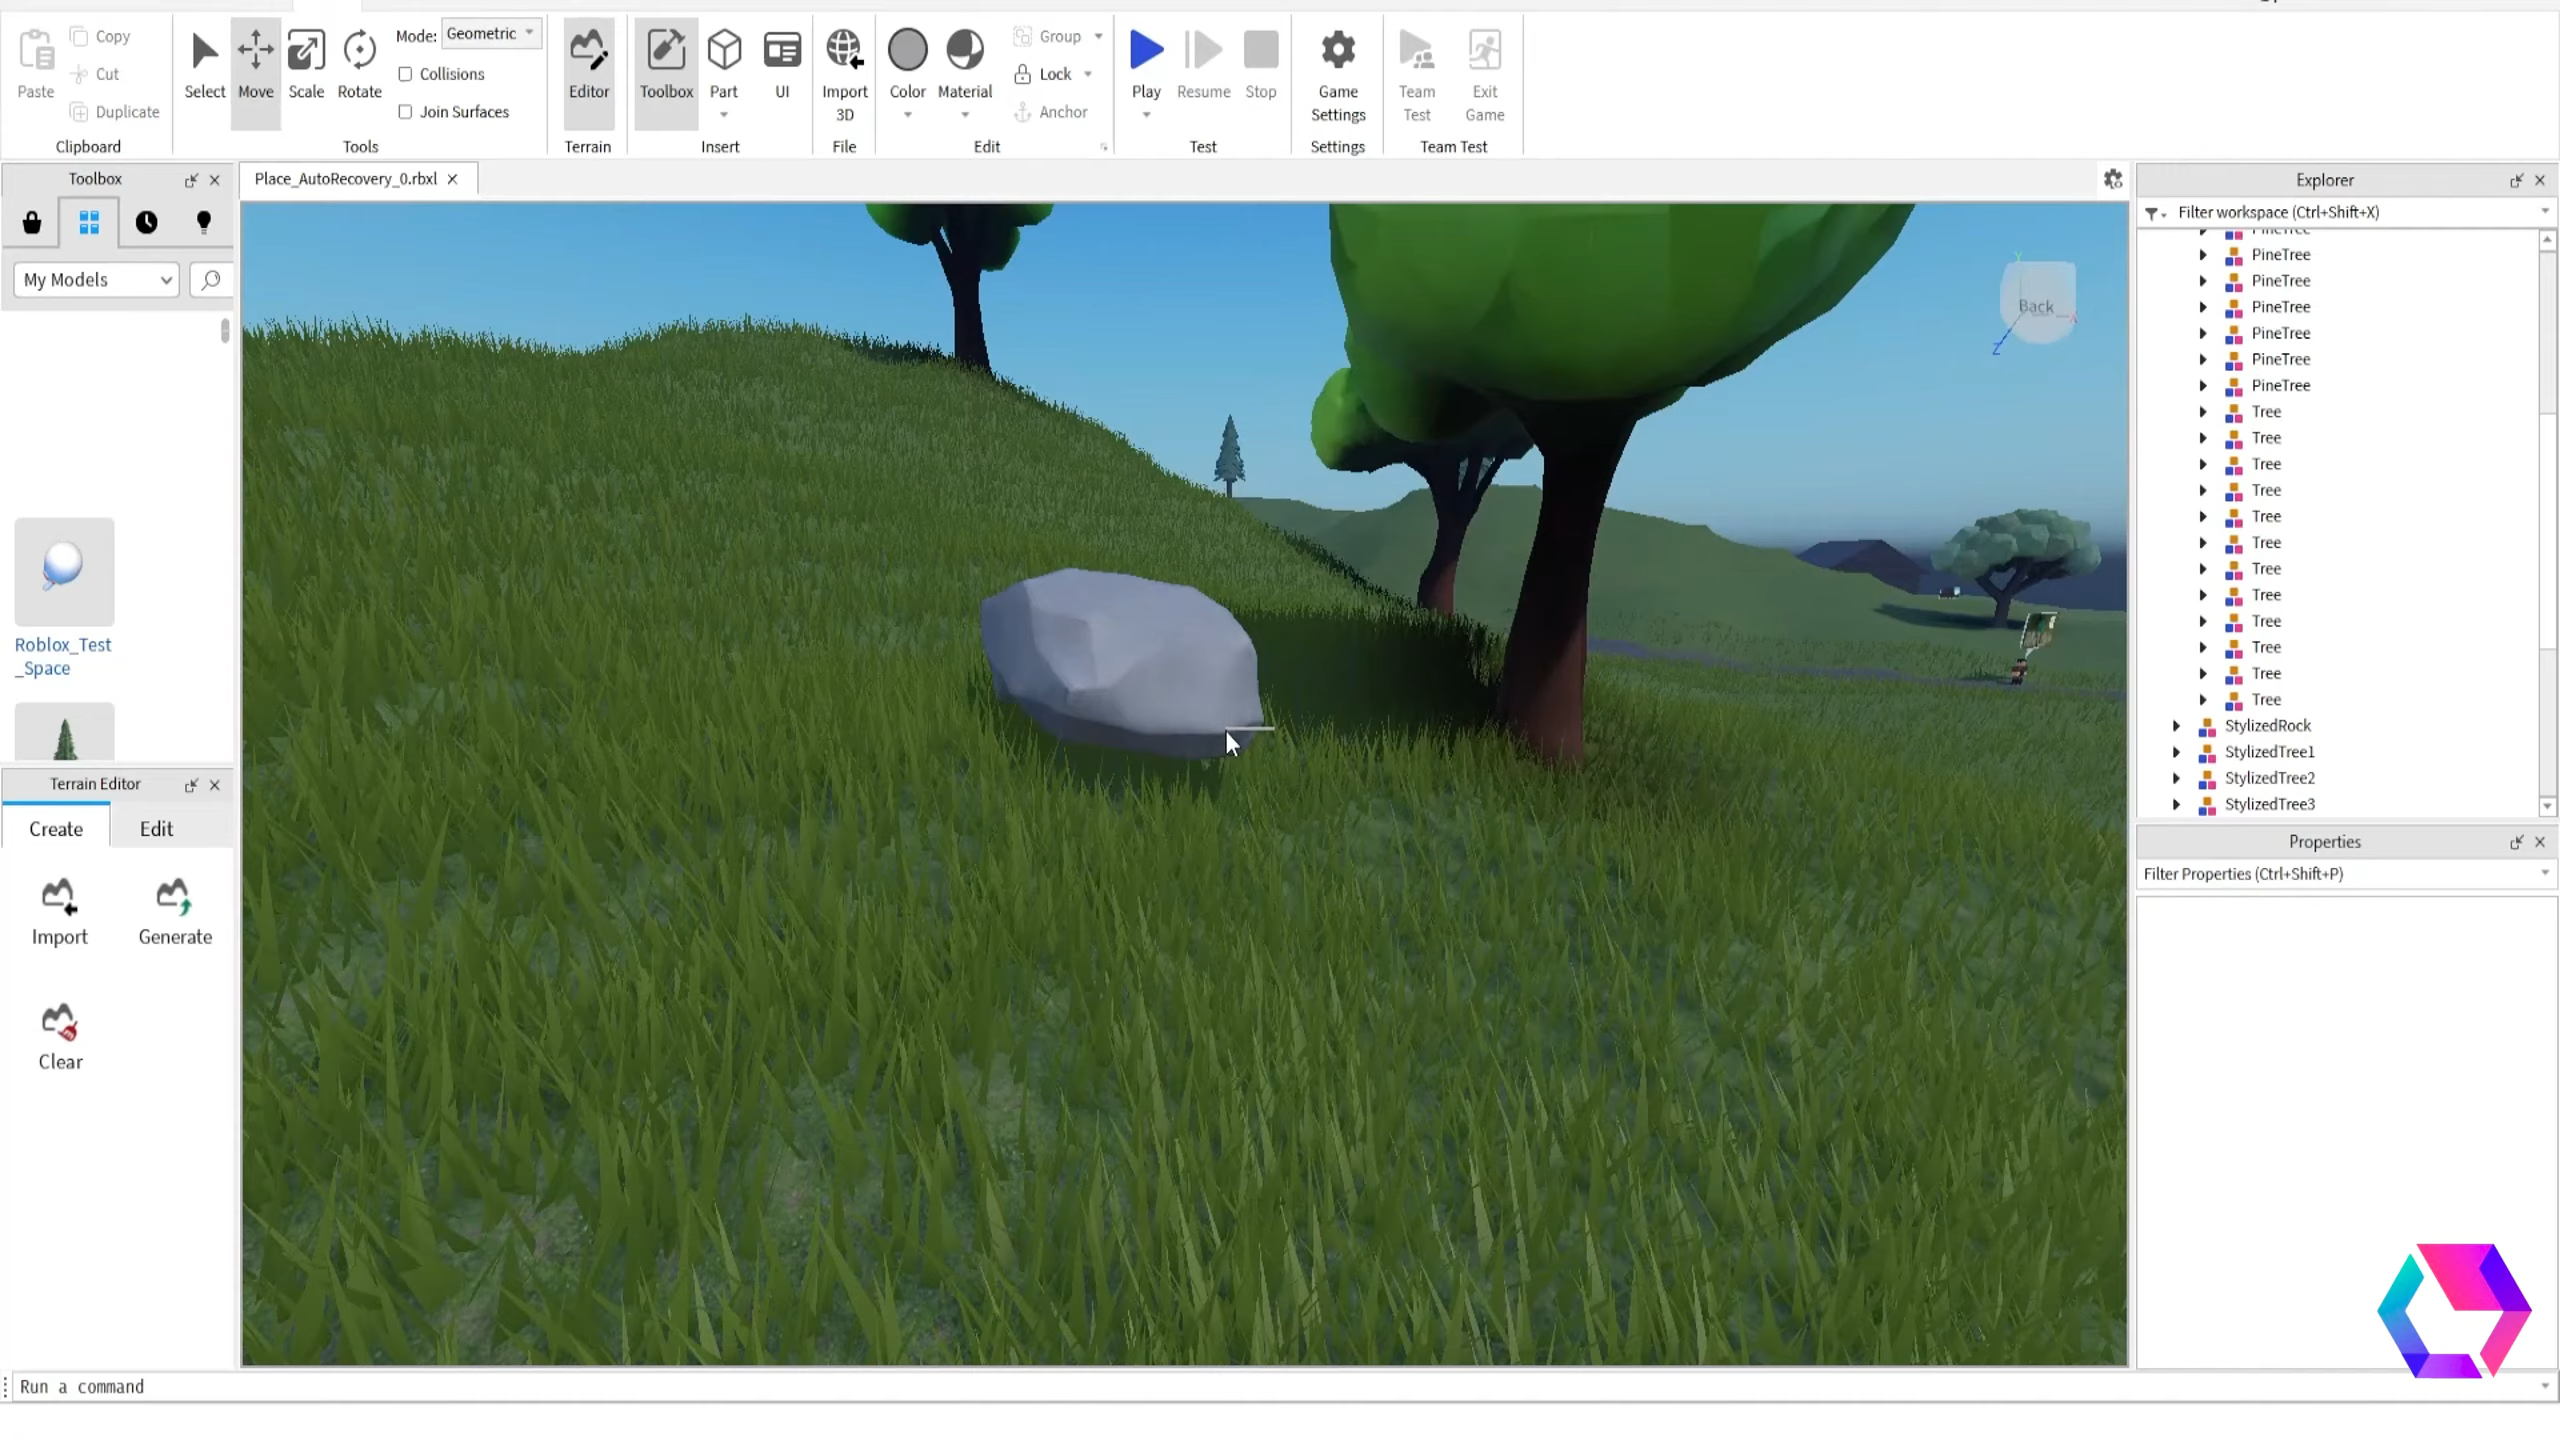 Paste
Copy
Cut
Duplicate
Clipboard
Select
Move
Scale
Rotate
Mode: Geometric
Collisions
Join Surfaces
Tools
Editor
Terrain
Toolbox
Part
UI
Insert
Import
3D
File
Color
Material
Group
Lock
Anchor
Edit
Play
Resume
Stop
Test
Game
Settings
Settings
Team
Test
Exit
Game
Team Test
Toolbox
Place_AutoRecovery_0.rbxl
Explorer
My Models
Filter workspace (Ctrl+Shift+X)
PineTree
PineTree
PineTree
PineTree
PineTree
PineTree
PineTree
Tree
Tree
Tree
Tree
Tree
Tree
Tree
Tree
Tree
Tree
Tree
Tree
StylizedRock
StylizedTree1
StylizedTree2
StylizedTree3
Y
Back
X
Z
Roblox_Test
_Space
Terrain Editor
Create
Edit
Import
Generate
Clear
Properties
Filter Properties (Ctrl+Shift+P)
Run a command